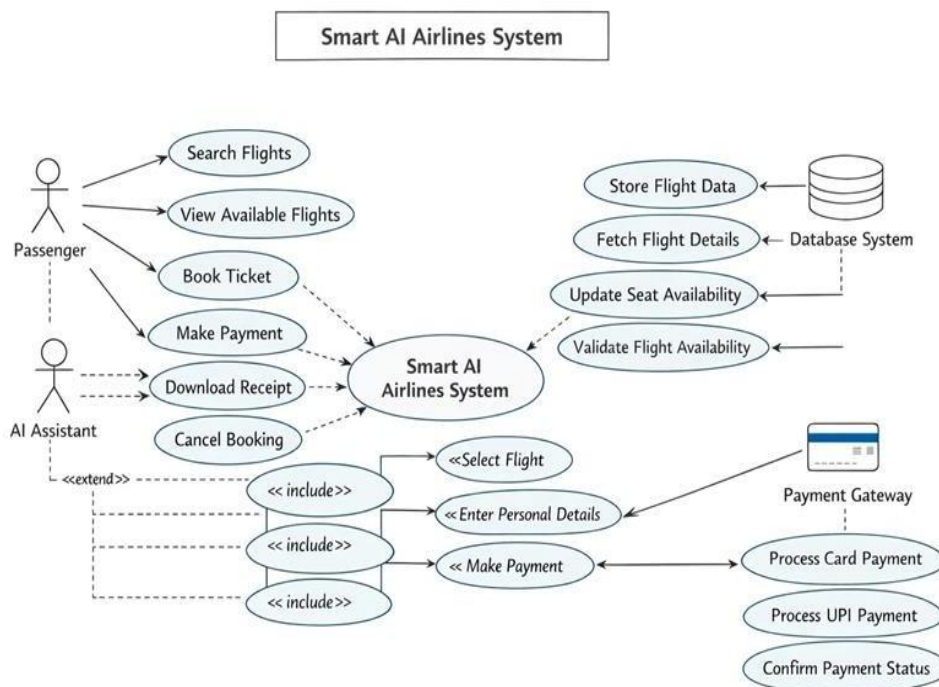 Smart AI Airlines System
Search Flights
View Available Flights
Passenger
Book Ticket
Make Payment
AI Assistant
Download Receipt
Cancel Booking
<<extend>>
Smart AI
Airlines System
Store Flight Data
Fetch Flight Details
Database System
Update Seat Availability
Validate Flight Availability
<< include>>
<< include>>
<< include>>
«Select Flight
«Enter Personal Details
« Make Payment
Payment Gateway
Process Card Payment
Process UPI Payment
Confirm Payment Status